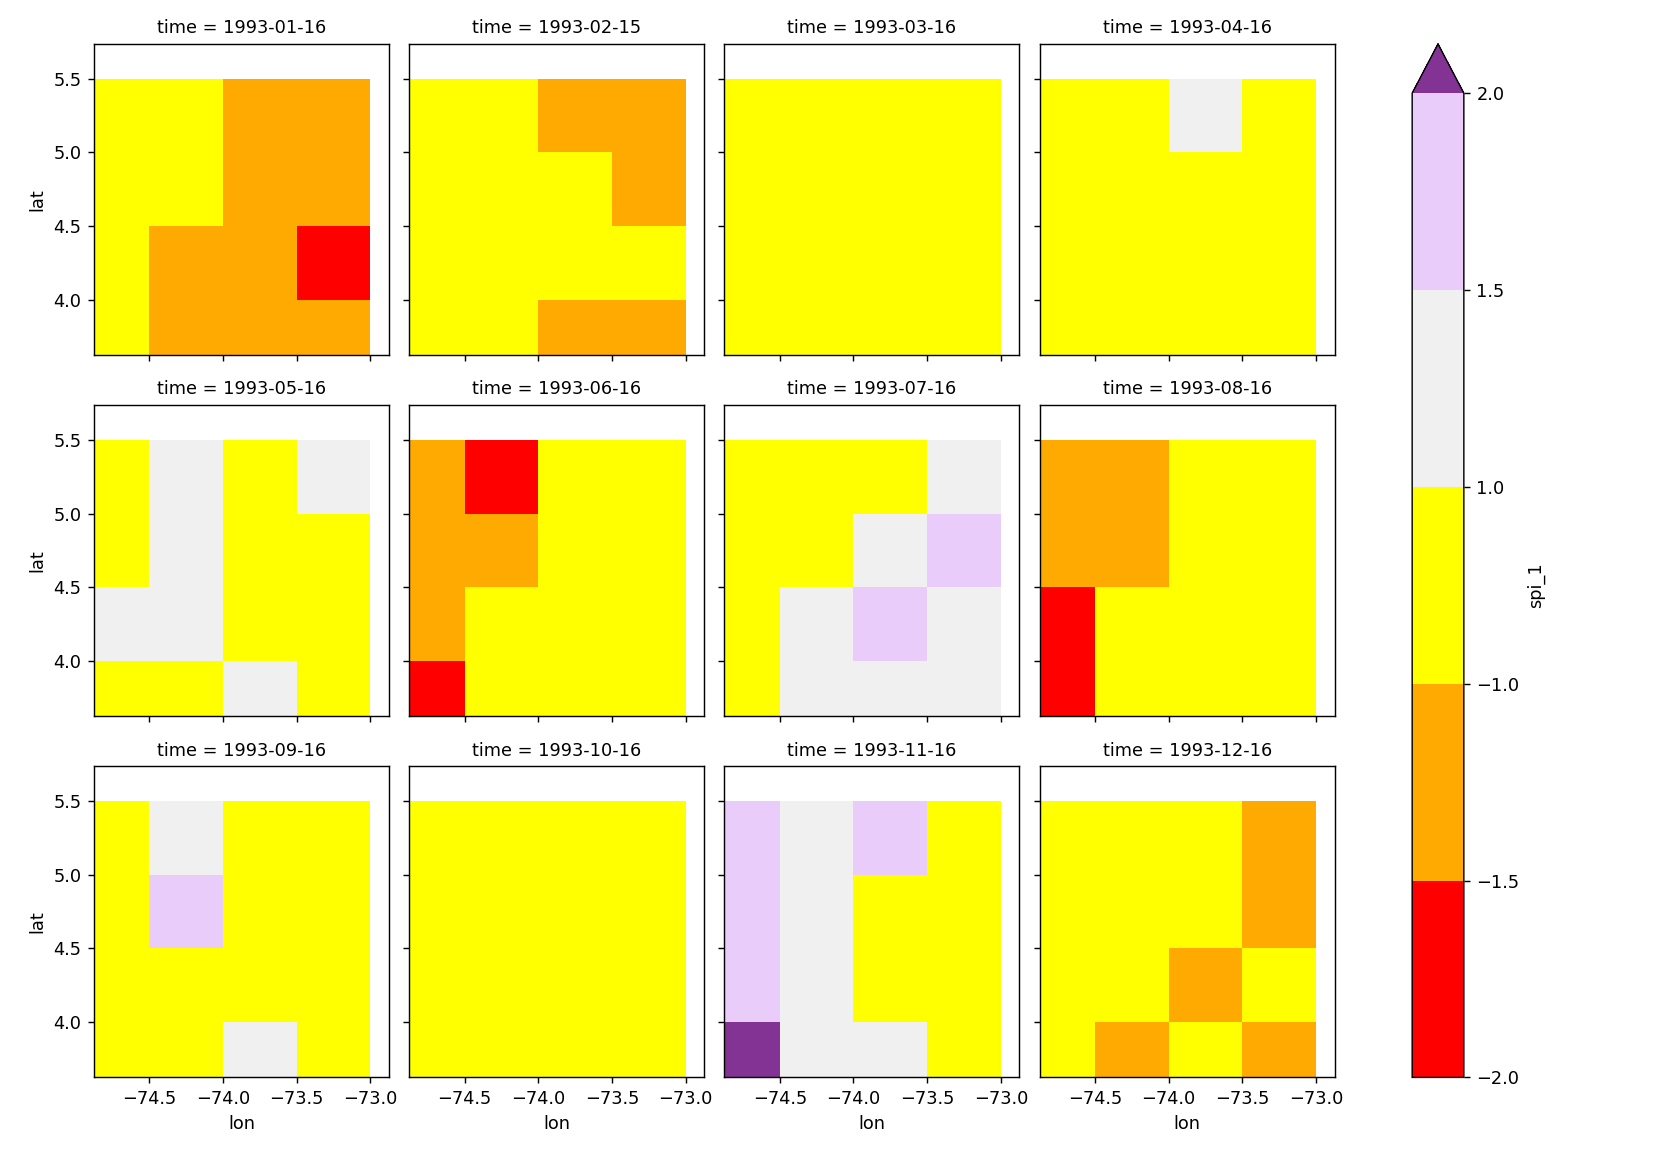 time = 1993-01-16
time = 1993-02-15
time = 1993-03-16
time = 1993-04-16
5.5
5.0
4.5
4.0
lat
time = 1993-05-16
time = 1993-06-16
time = 1993-07-16
time = 1993-08-16
5.5
5.0
4.5
4.0
lat
time = 1993-09-16
time = 1993-10-16
time = 1993-11-16
time = 1993-12-16
5.5
5.0
4.5
4.0
lat
−74.5 −74.0 −73.5 −73.0
lon
−74.5 −74.0 −73.5 −73.0
lon
−74.5 −74.0 −73.5 −73.0
lon
−74.5 −74.0 −73.5 −73.0
lon
2.0
1.5
1.0
−1.0
−1.5
−2.0
spi_1